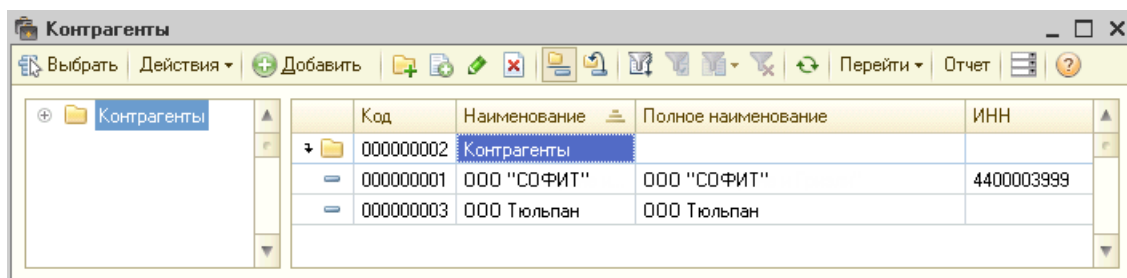 Контрагенты
Выбрать Действия Добавить Перейти Отчет
Контрагенты
Код Наименование Полное наименование ИНН
000000002 Контрагенты
000000001 ООО "СОФИТ" ООО "СОФИТ" 4400003999
000000003 ООО Тюльпан ООО Тюльпан